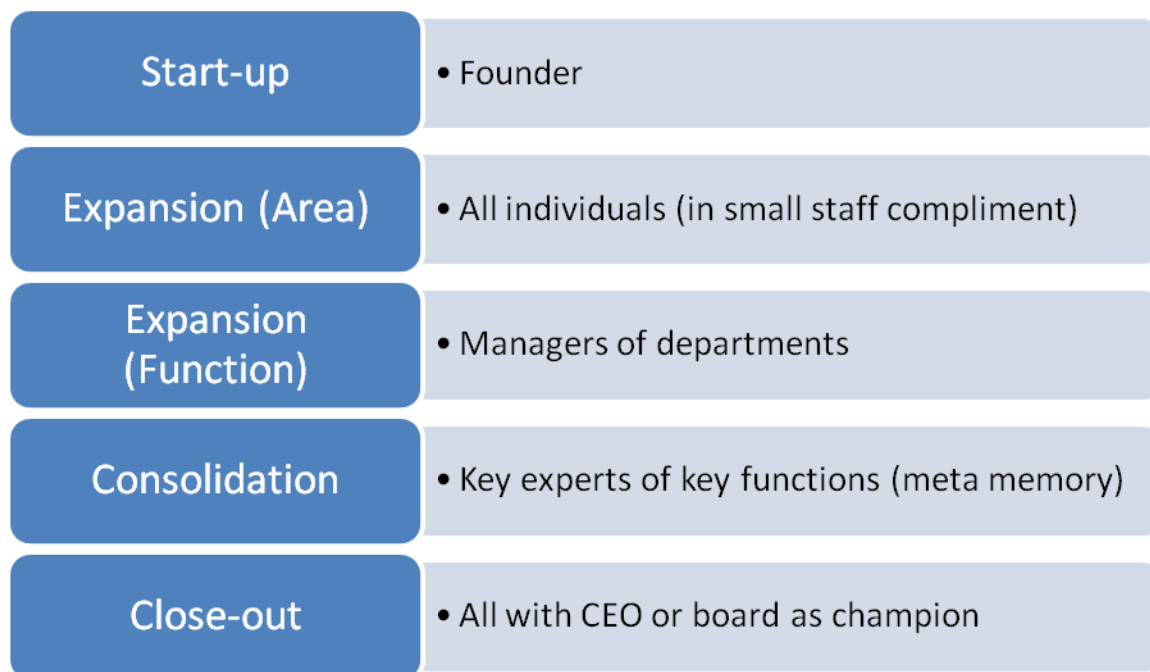 Start-up
• Founder
Expansion (Area)
• All individuals (in small staff compliment)
Expansion
(Function)
• Managers of departments
Consolidation
• Key experts of key functions (meta memory)
Close-out
• All with CEO or board as champion